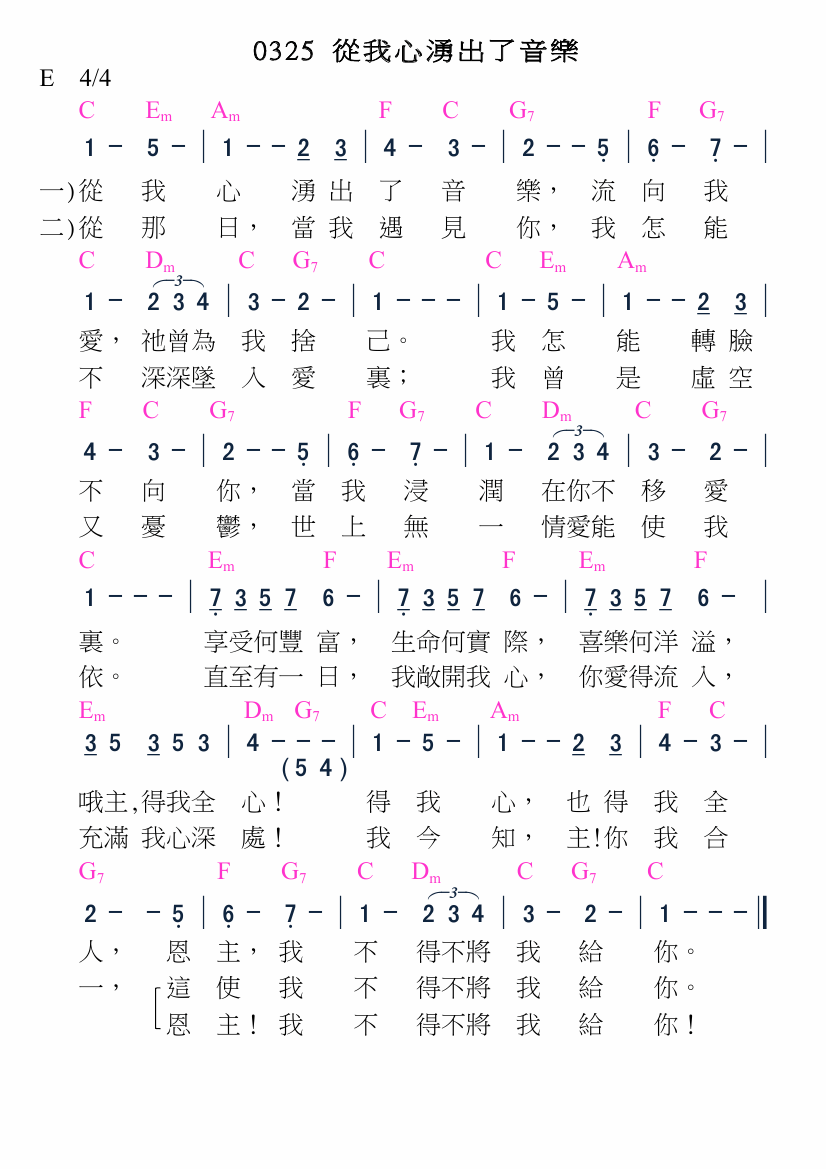 0325 從我心湧出了音樂
E 4/4
C Em Am F C G7 F G7
1 - 5 - | 1 - - 2 3 | 4 - 3 - | 2 - - 5 | 6 - 7 - |
一)從 我 心 湧 出 了 音 樂， 流 向 我
二)從 那 日， 當 我 遇 見 你， 我 怎 能
C Dm C G7 C C Em Am
3
1 - 2 3 4 | 3 - 2 - | 1 - - - | 1 - 5 - | 1 - - 2 3 |
愛， 祂曾為 我 捨 己。 我 怎 能 轉 臉
不 深深墜 入 愛 裏； 我 曾 是 虛 空
F C G7 F G7 C Dm C G7
3
4 - 3 - | 2 - - 5 | 6 - 7 - | 1 - 2 3 4 | 3 - 2 - |
不 向 你， 當 我 浸 潤 在你不 移 愛
又 憂 鬱， 世 上 無 一 情愛能 使 我
C Em F Em F Em F
1 - - - | 7 3 5 7 6 - | 7 3 5 7 6 - | 7 3 5 7 6 - |
裏。 享受何豐 富， 生命何實 際， 喜樂何洋 溢，
依。 直至有一 日， 我敞開我 心， 你愛得流 入，
Em Dm G7 C Em Am F C
3 5 3 5 3 | 4 - - - | 1 - 5 - | 1 - - 2 3 | 4 - 3 - |
(5 4)
哦主,得我全 心！ 得 我 心， 也 得 我 全
充滿 我心深 處！ 我 今 知， 主!你 我 合
G7 F G7 C Dm C G7 C
3
2 - - 5 | 6 - 7 - | 1 - 2 3 4 | 3 - 2 - | 1 - - - ||
人， 恩 主， 我 不 得不將 我 給 你。
一， 這 使 我 不 得不將 我 給 你。
恩 主！ 我 不 得不將 我 給 你！